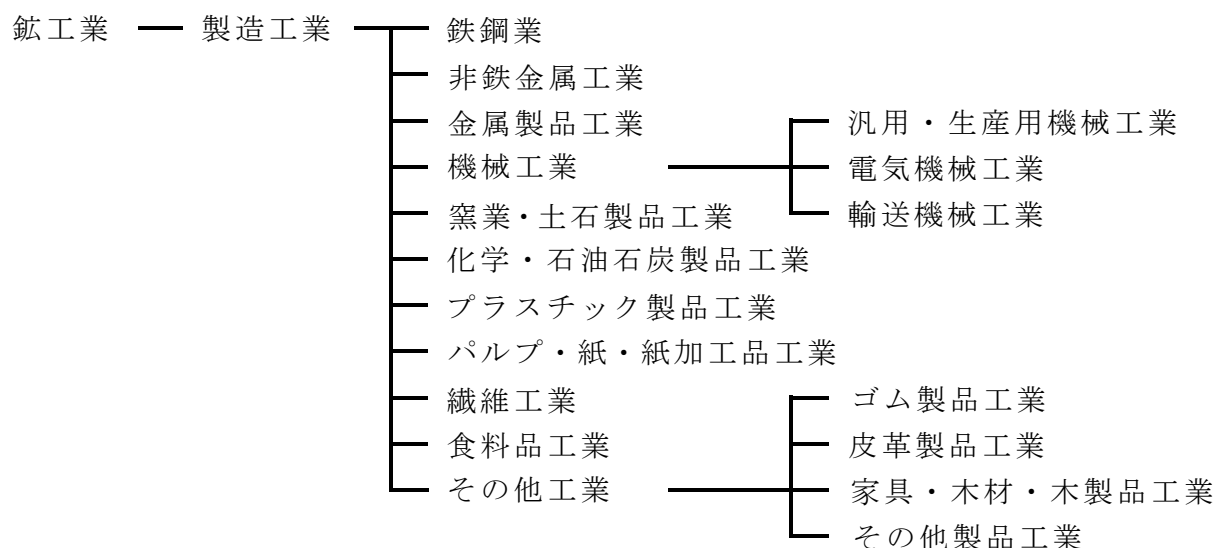 鉱工業 製造工業 鉄鋼業
非鉄金属工業
金属製品工業 汎用・生産用機械工業
機械工業 電気機械工業
窯業・土石製品工業 輸送機械工業
化学・石油石炭製品工業
プラスチック製品工業
パルプ・紙・紙加工品工業
繊維工業 ゴム製品工業
食料品工業 皮革製品工業
その他工業 家具・木材・木製品工業
その他製品工業